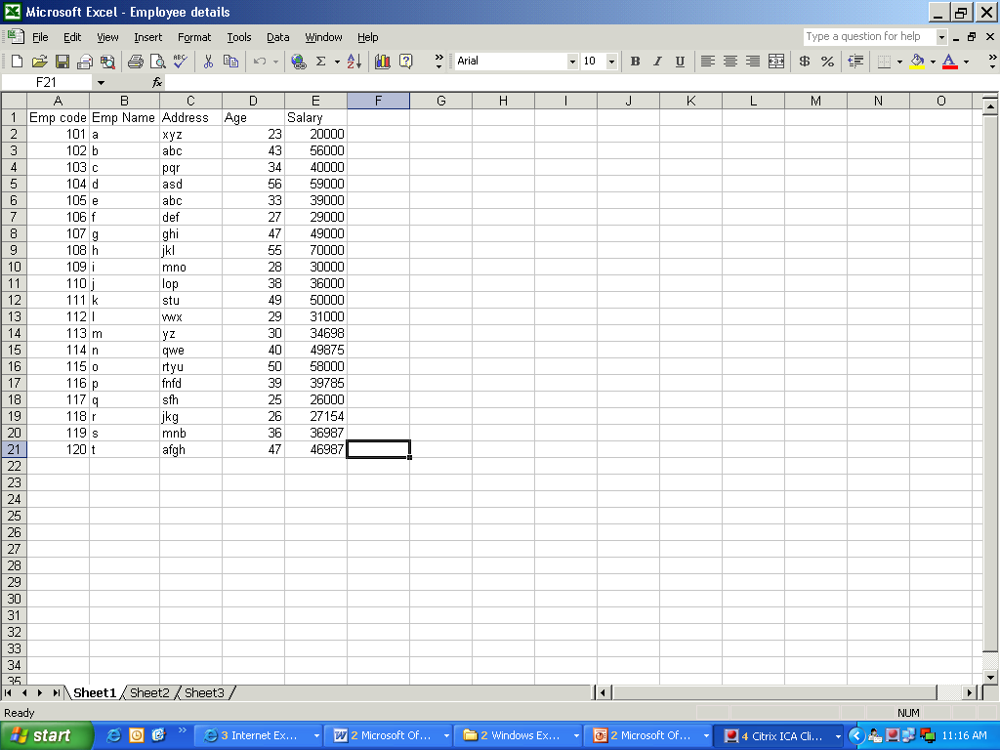 Microsoft Excel - Employee details
File Edit View Insert Format Tools Data Window Help Type a question for help
Arial 10 B I U $ %
F21 fx
A B C D E F G H I J K L M N O
1 Emp code Emp Name Address Age Salary
2 101 a xyz 23 20000
3 102 b abc 43 56000
4 103 c pqr 34 40000
5 104 d asd 56 59000
6 105 e abc 33 39000
7 106 f def 27 29000
8 107 g ghi 47 49000
9 108 h jkl 55 70000
10 109 i mno 28 30000
11 110 j lop 38 36000
12 111 k stu 49 50000
13 112 l vwx 29 31000
14 113 m yz 30 34698
15 114 n qwe 40 49875
16 115 o rtyu 50 58000
17 116 p fnfd 39 39785
18 117 q sfh 25 26000
19 118 r jkg 26 27154
20 119 s mnb 36 36987
21 120 t afgh 47 46987
22
23
24
25
26
27
28
29
30
31
32
33
34
35
Sheet1 Sheet2 Sheet3
Ready NUM
start 3 Internet Ex... 2 Microsoft Of... 2 Windows Ex... 2 Microsoft Of... 4 Citrix ICA Cli... 11:16 AM